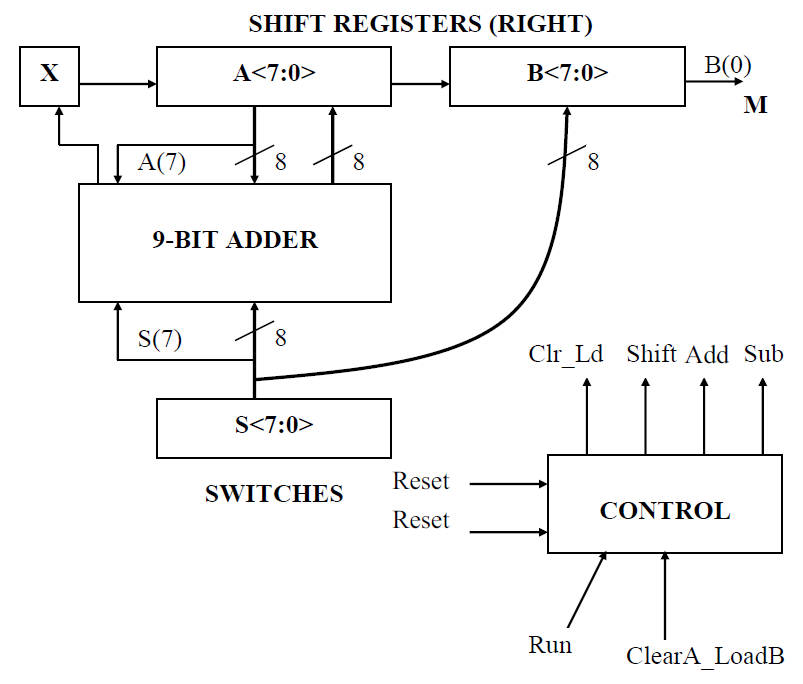 SHIFT REGISTERS (RIGHT)
X
A<7:0>
B<7:0>
B(0)
M
A(7)
8
8
8
9-BIT ADDER
S(7)
8
Clr_Ld
Shift
Add
Sub
S<7:0>
SWITCHES
Reset
Reset
CONTROL
Run
ClearA_LoadB